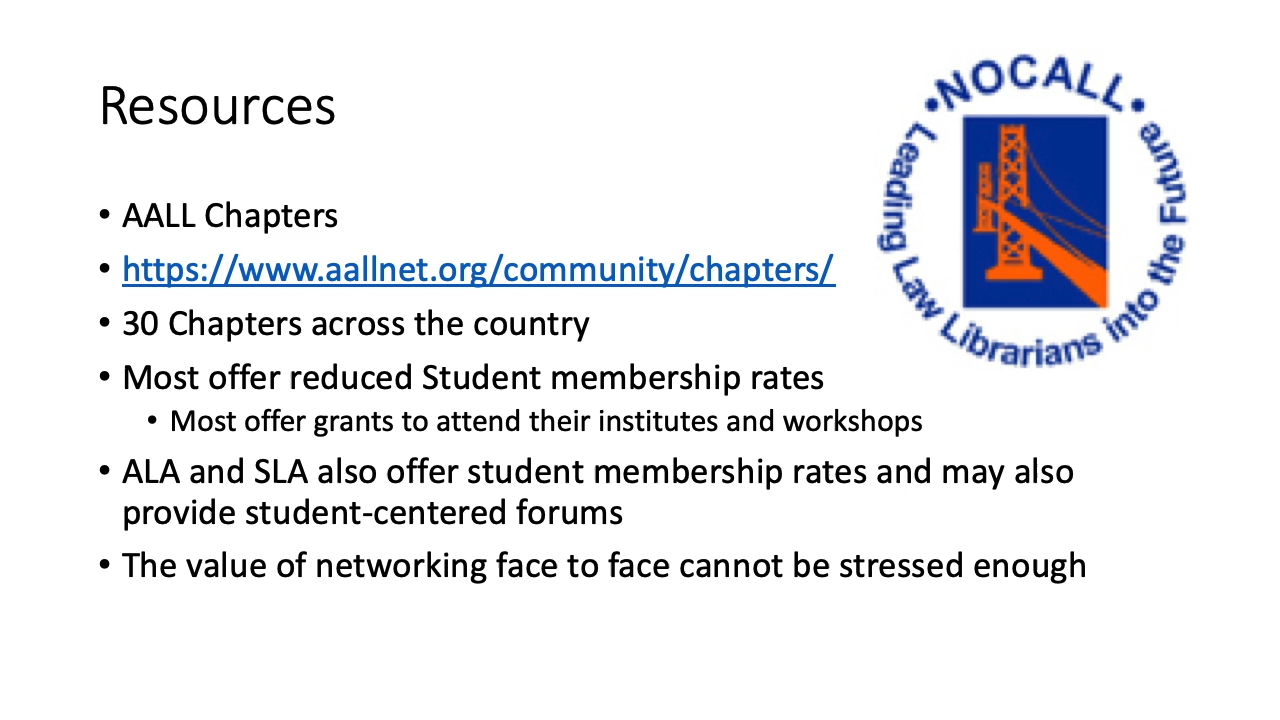 Resources
• NOCALL •
Leading Law Librarians into the Future
• AALL Chapters
• https://www.aallnet.org/community/chapters/
• 30 Chapters across the country
• Most offer reduced Student membership rates
• Most offer grants to attend their institutes and workshops
• ALA and SLA also offer student membership rates and may also
provide student-centered forums
• The value of networking face to face cannot be stressed enough